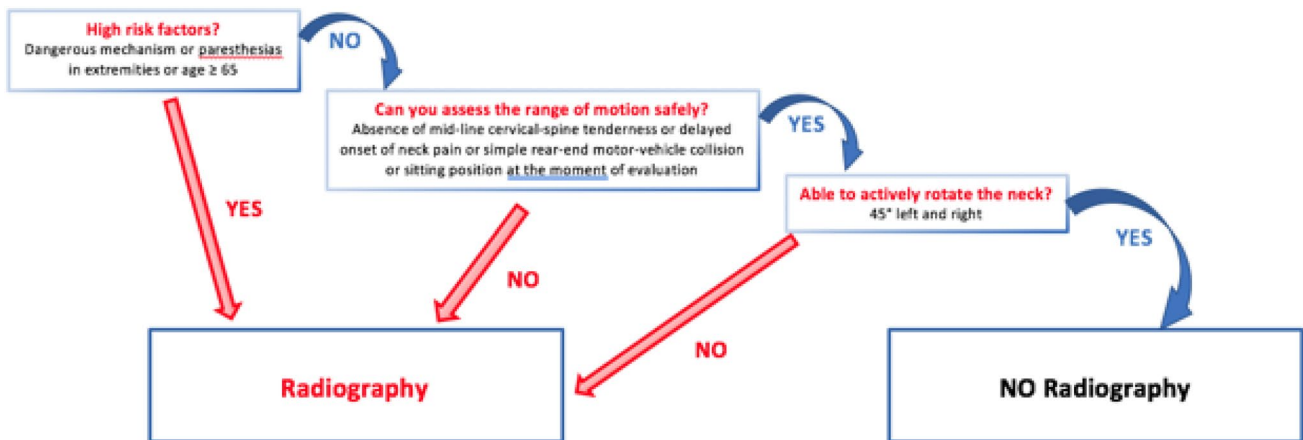 High risk factors?
Dangerous mechanism or paresthesias
in extremities or age ≥ 65
NO
Can you assess the range of motion safely?
Absence of mid-line cervical-spine tenderness or delayed
onset of neck pain or simple rear-end motor-vehicle collision
or sitting position at the moment of evaluation
YES
Able to actively rotate the neck?
45° left and right
YES
YES
NO
NO
Radiography
NO Radiography